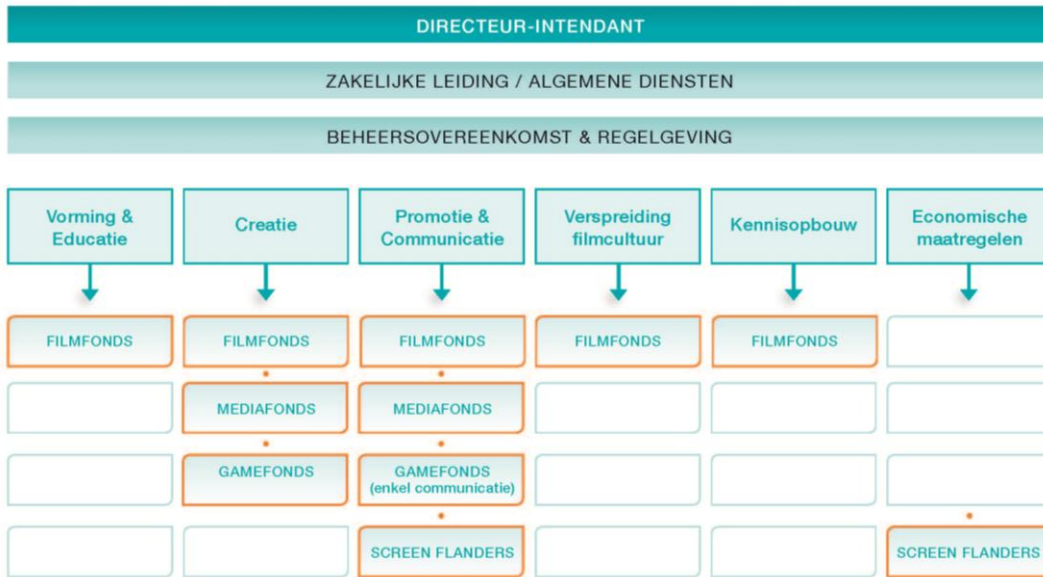 DIRECTEUR-INTENDANT
ZAKELIJKE LEIDING / ALGEMENE DIENSTEN
BEHEERSOVEREENKOMST & REGELGEVING
Vorming &
Educatie
Creatie
Promotie &
Communicatie
Verspreiding
filmcultuur
Kennisopbouw
Economische
maatregelen
FILMFONDS
FILMFONDS
FILMFONDS
FILMFONDS
FILMFONDS
MEDIAFONDS
MEDIAFONDS
GAMEFONDS
GAMEFONDS
(enkel communicatie)
SCREEN FLANDERS
SCREEN FLANDERS